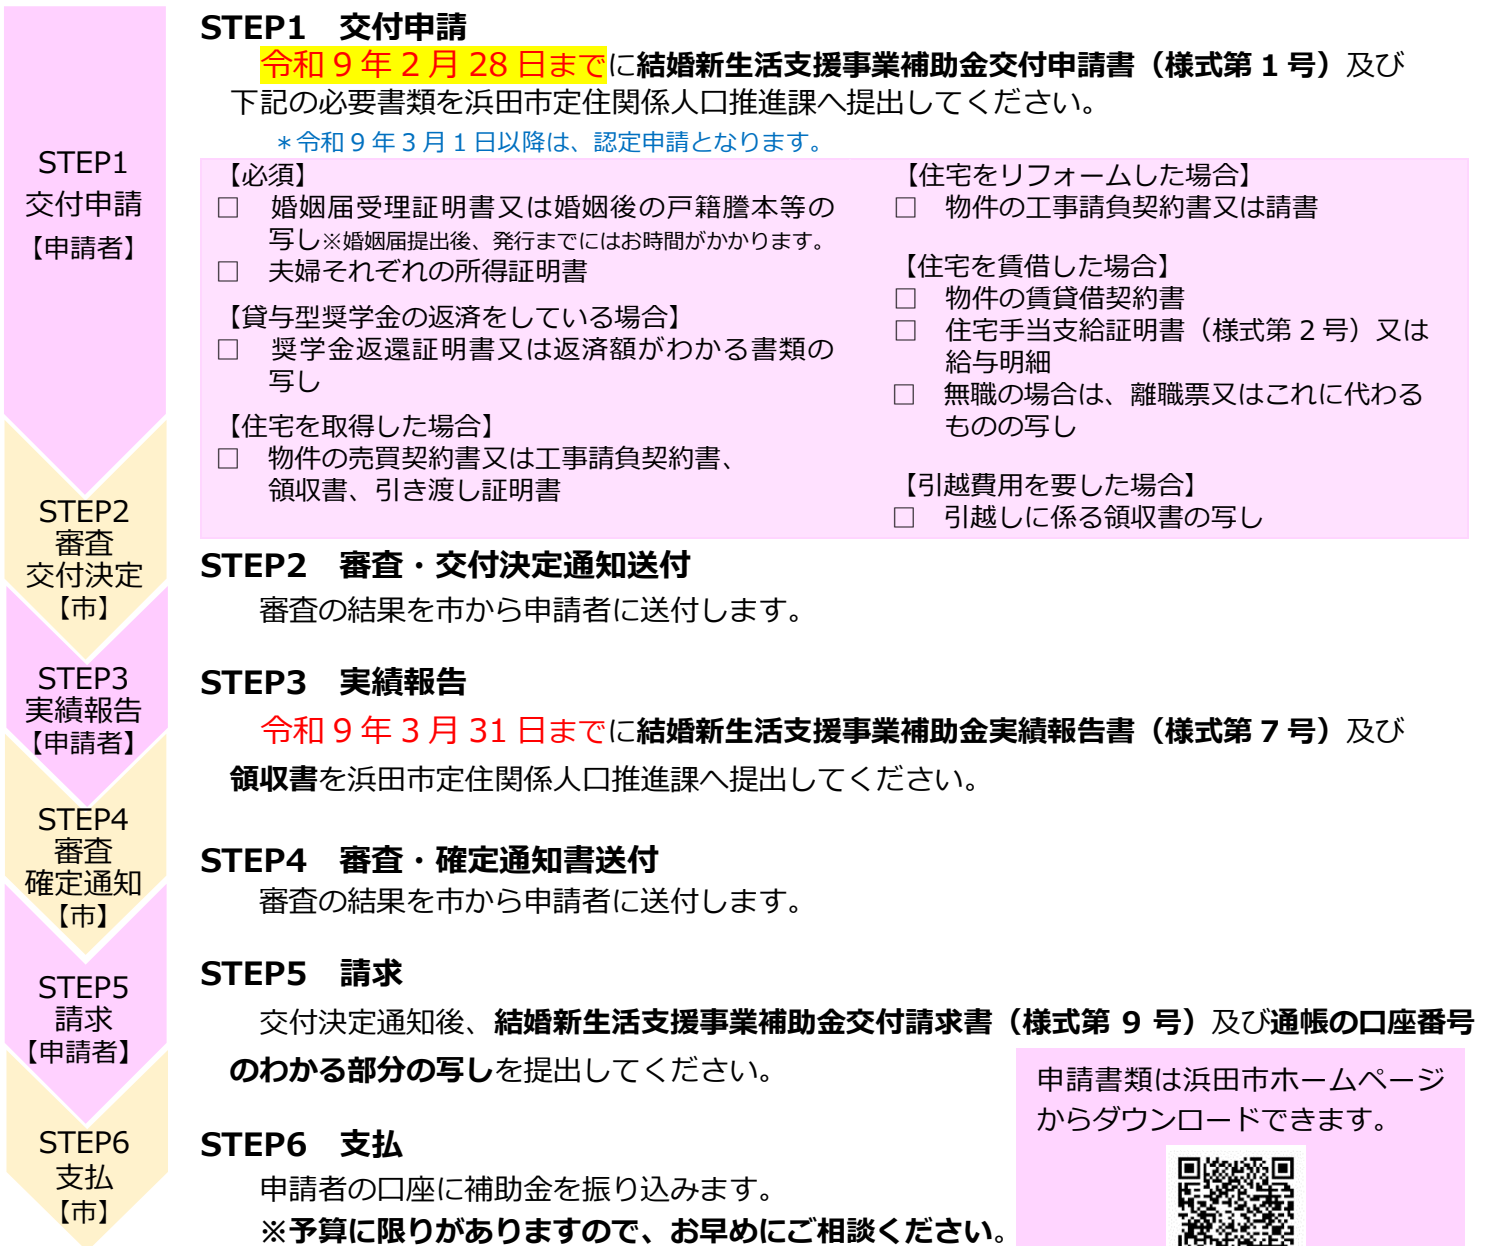 STEP1
交付申請
【申請者】
STEP2
審査
交付決定
【市】
STEP3
実績報告
【申請者】
STEP4
審査
確定通知
【市】
STEP5
請求
【申請者】
STEP6
支払
【市】
STEP1　交付申請
令和９年２月28日までに結婚新生活支援事業補助金交付申請書（様式第１号）及び
下記の必要書類を浜田市定住関係人口推進課へ提出してください。
＊令和９年３月１日以降は、認定申請となります。
【必須】
□　婚姻届受理証明書又は婚姻後の戸籍謄本等の
写し※婚姻届提出後、発行までにはお時間がかかります。
□　夫婦それぞれの所得証明書
【貸与型奨学金の返済をしている場合】
□　奨学金返還証明書又は返済額がわかる書類の
写し
【住宅を取得した場合】
□　物件の売買契約書又は工事請負契約書、
領収書、引き渡し証明書
【住宅をリフォームした場合】
□　物件の工事請負契約書又は請書
【住宅を賃借した場合】
□　物件の賃貸借契約書
□　住宅手当支給証明書（様式第２号）又は
給与明細
□　無職の場合は、離職票又はこれに代わる
ものの写し
【引越費用を要した場合】
□　引越しに係る領収書の写し
STEP2　審査・交付決定通知送付
審査の結果を市から申請者に送付します。
STEP3　実績報告
令和９年３月31日までに結婚新生活支援事業補助金実績報告書（様式第７号）及び
領収書を浜田市定住関係人口推進課へ提出してください。
STEP4　審査・確定通知書送付
審査の結果を市から申請者に送付します。
STEP5　請求
交付決定通知後、結婚新生活支援事業補助金交付請求書（様式第 9 号）及び通帳の口座番号
のわかる部分の写しを提出してください。
STEP6　支払
申請者の口座に補助金を振り込みます。
※予算に限りがありますので、お早めにご相談ください。
申請書類は浜田市ホームページ
からダウンロードできます。